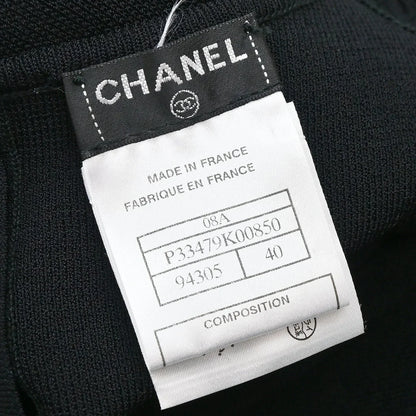 CHANEL
MADE IN FRANCE
FABRIQUE EN FRANCE
08A
P33479K00850
94305 40
COMPOSITION